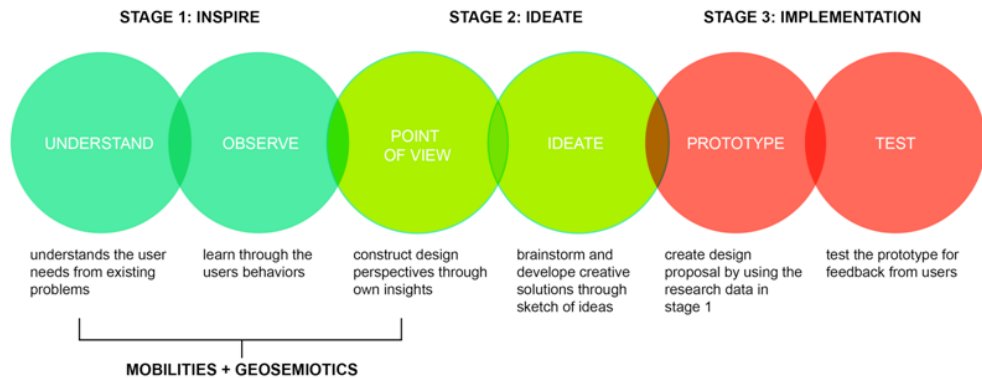 STAGE 1: INSPIRE
STAGE 2: IDEATE
STAGE 3: IMPLEMENTATION
UNDERSTAND
OBSERVE
POINT
OF VIEW
IDEATE
PROTOTYPE
TEST
understands the user
needs from existing
problems
learn through the
users behaviors
construct design
perspectives through
own insights
brainstorm and
develope creative
solutions through
sketch of ideas
create design
proposal by using the
research data in
stage 1
test the prototype for
feedback from users
MOBILITIES + GEOSEMIOTICS